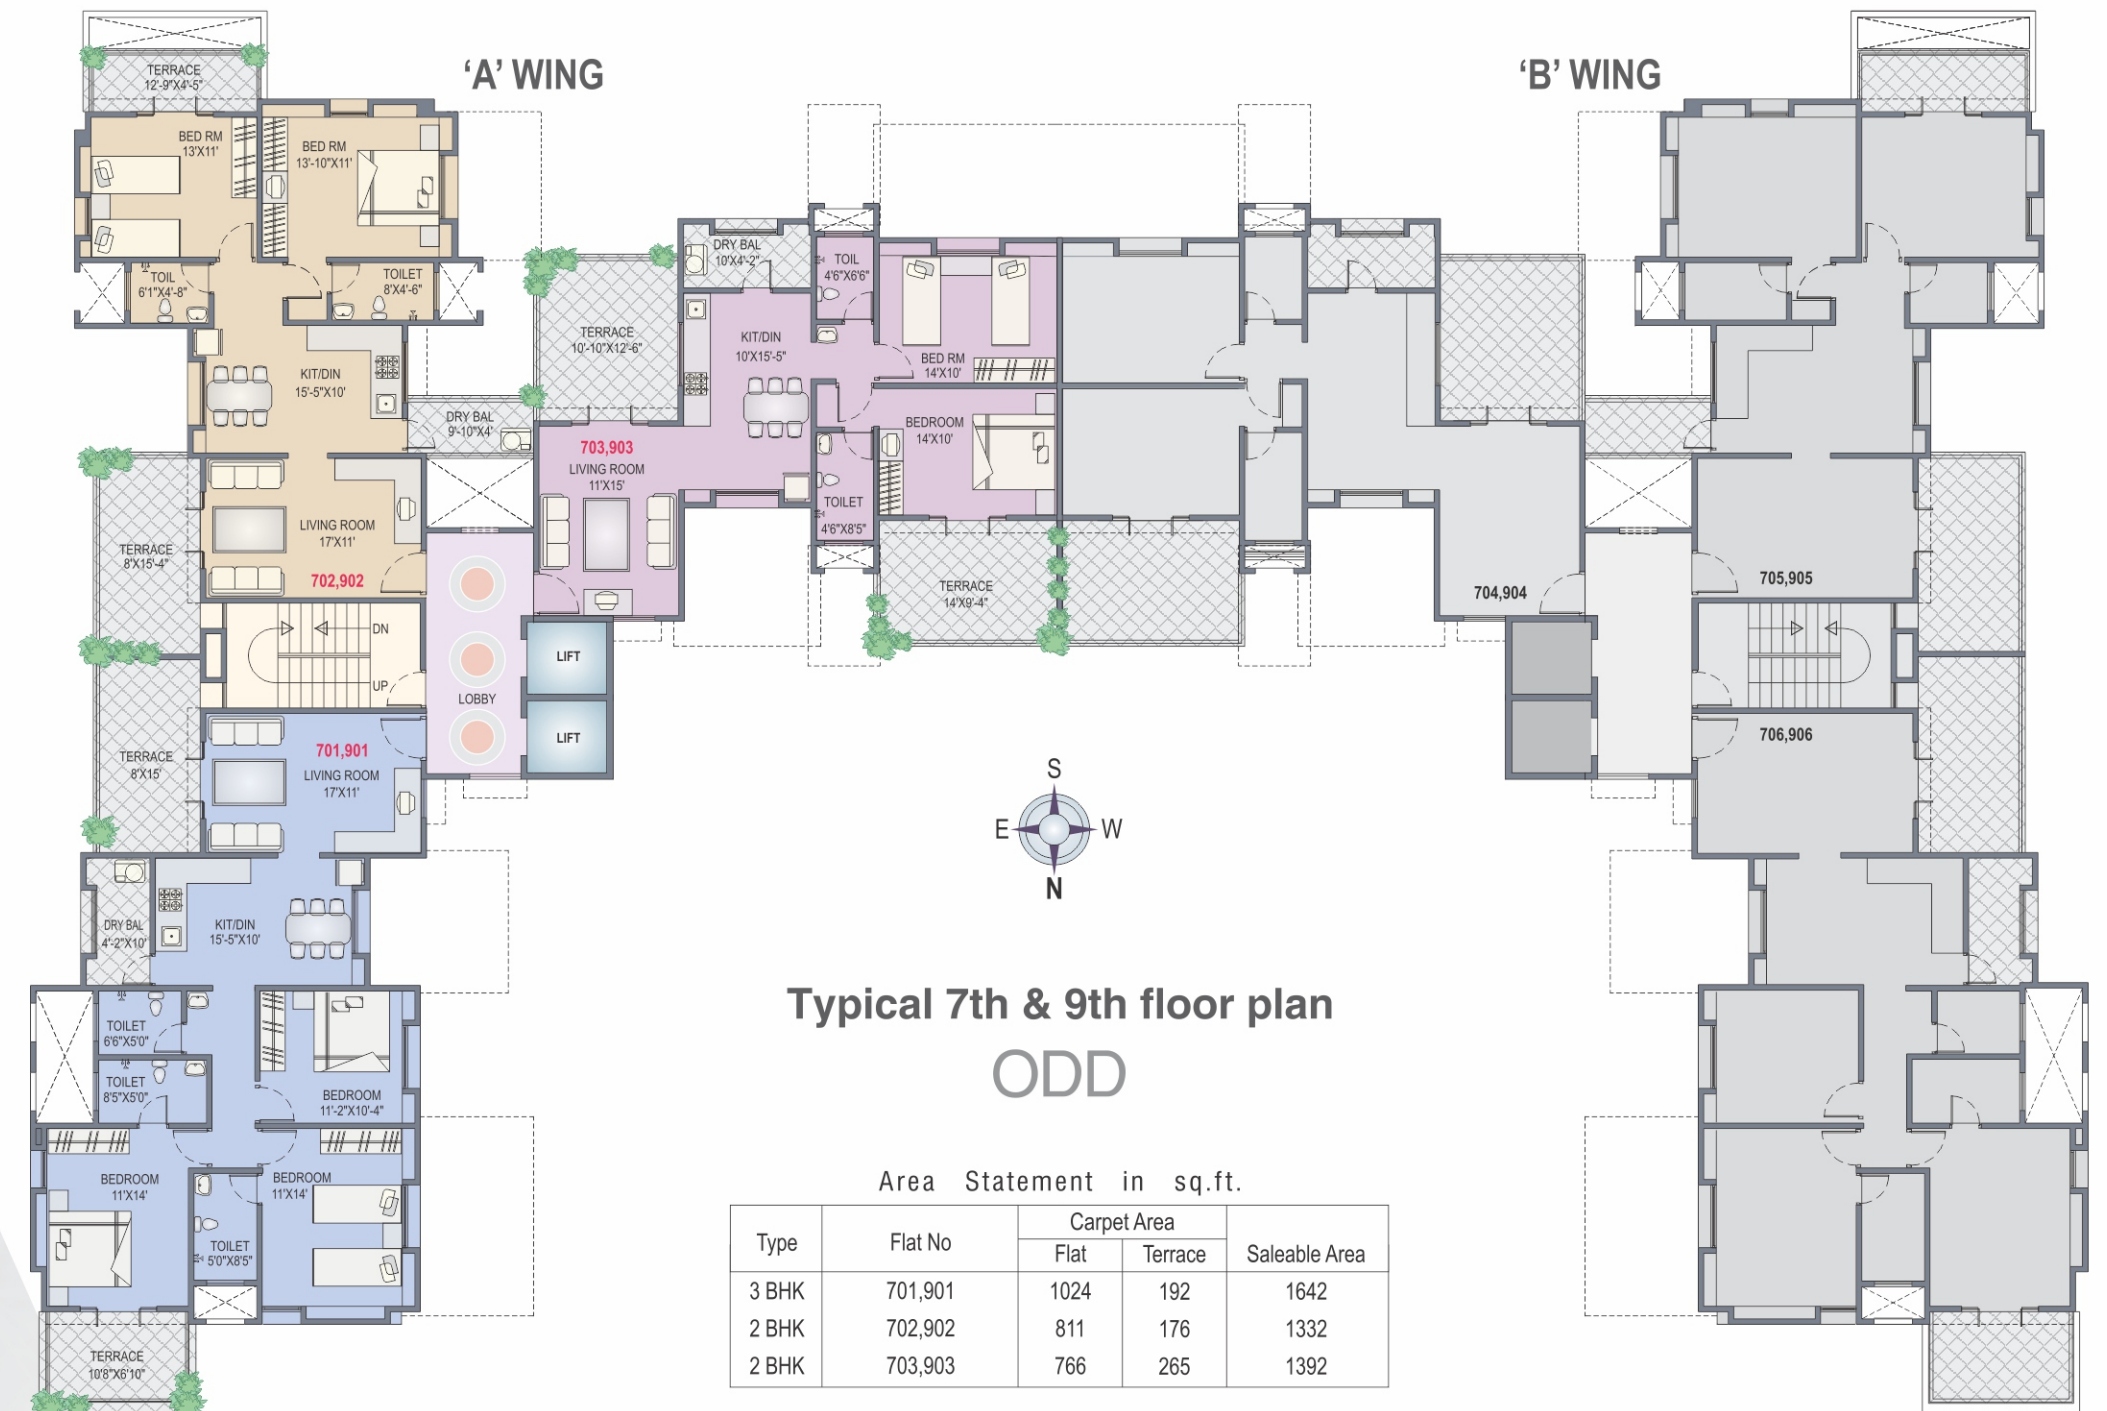 ‘A’ WING
‘B’ WING
TERRACE
12'-9"X4'-5"
BED RM
13'X11'
BED RM
13'-10"X11'
TOIL
6'1"X4'-8"
TOILET
8'X4'-6"
KIT/DIN
15'-5"X10'
DRY BAL
9'-10"X4'
TERRACE
8'X15'-4"
LIVING ROOM
17'X11'
702,902
TERRACE
10'-10"X12'-6"
DRY BAL
10'X4'-2"
TOIL
4'6"X6'6"
KIT/DIN
10'X15'-5"
BED RM
14'X10'
BEDROOM
14'X10'
703,903
LIVING ROOM
11'X15'
TOILET
4'6"X8'5"
TERRACE
14'X9'-4"
DN
UP
LOBBY
LIFT
LIFT
704,904
705,905
706,906
701,901
LIVING ROOM
17'X11'
TERRACE
8'X15'
DRY BAL
4'-2"X10'
KIT/DIN
15'-5"X10'
TOILET
6'6"X5'0"
TOILET
8'5"X5'0"
BEDROOM
11'-2"X10'-4"
BEDROOM
11'X14'
BEDROOM
11'X14'
TOILET
5'0"X8'5"
TERRACE
10'8"X6'10"
S
E W
N
Typical 7th & 9th floor plan
ODD
Area Statement in sq.ft.
Type Flat No Carpet Area Saleable Area
Flat Terrace
3 BHK 701,901 1024 192 1642
2 BHK 702,902 811 176 1332
2 BHK 703,903 766 265 1392